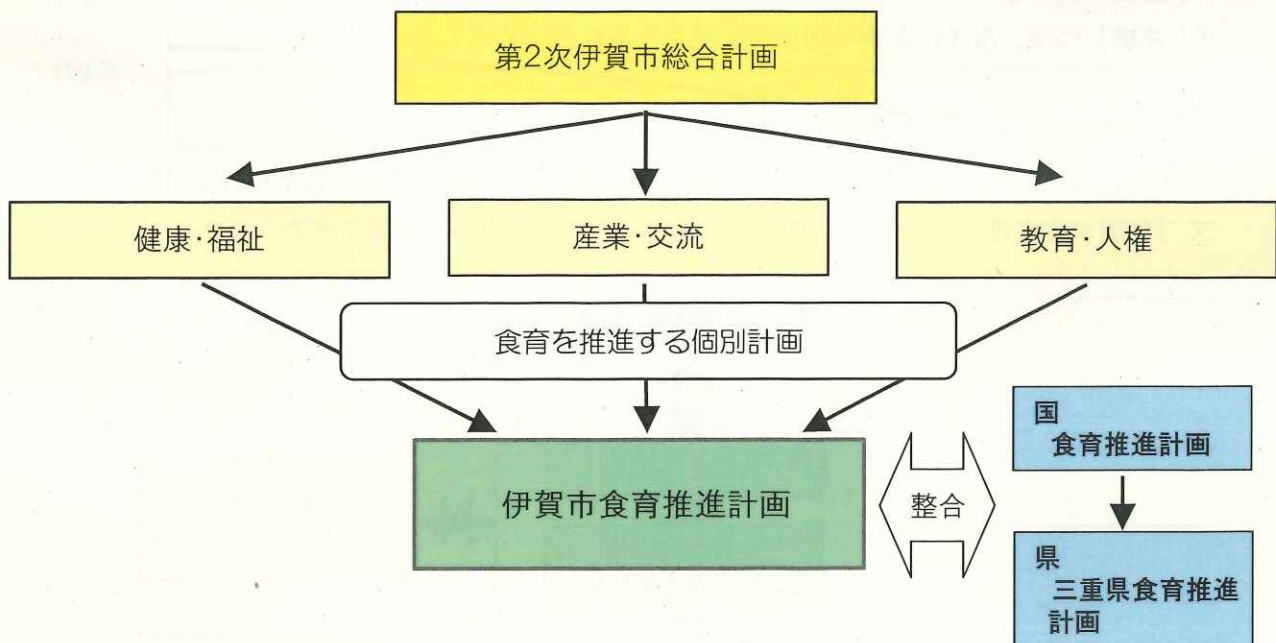 第2次伊賀市総合計画
健康・福祉
産業・交流
教育・人権
食育を推進する個別計画
伊賀市食育推進計画
整合
国
食育推進計画
県
三重県食育推進
計画